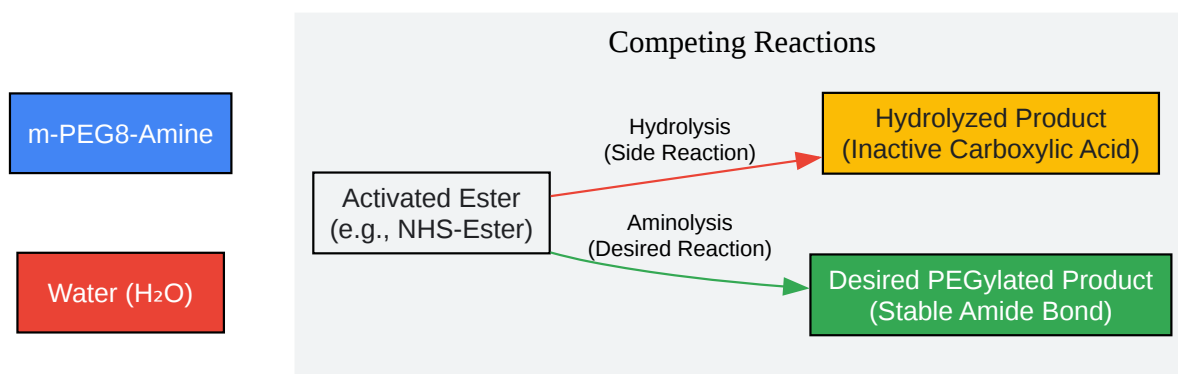 Competing Reactions
m-PEG8-Amine
Water (H₂O)
Activated Ester
(e.g., NHS-Ester)
Hydrolysis
(Side Reaction)
Aminolysis
(Desired Reaction)
Hydrolyzed Product
(Inactive Carboxylic Acid)
Desired PEGylated Product
(Stable Amide Bond)